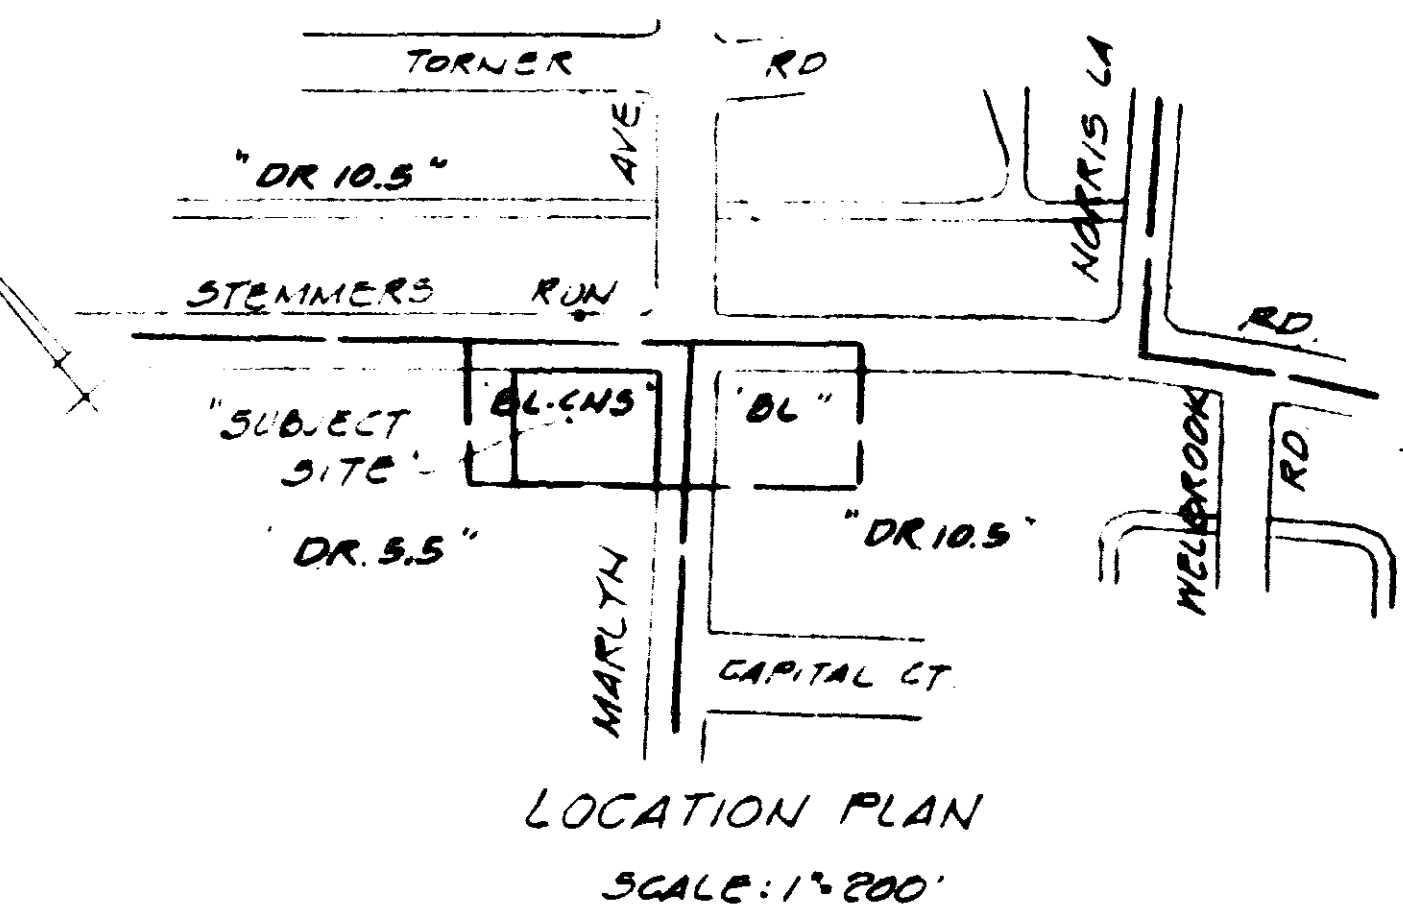 TORNER RD
AVE
NORRIS LA
"DR 10.5"
STEMMERS RUN
RD.
"BL-CNS"
"BL"
"SUBJECT
SITE"
WELBROOK
RD.
"DR. 5.5"
"DR 10.5"
MARLYN
CAPITAL CT.
LOCATION PLAN
SCALE: 1"=200'